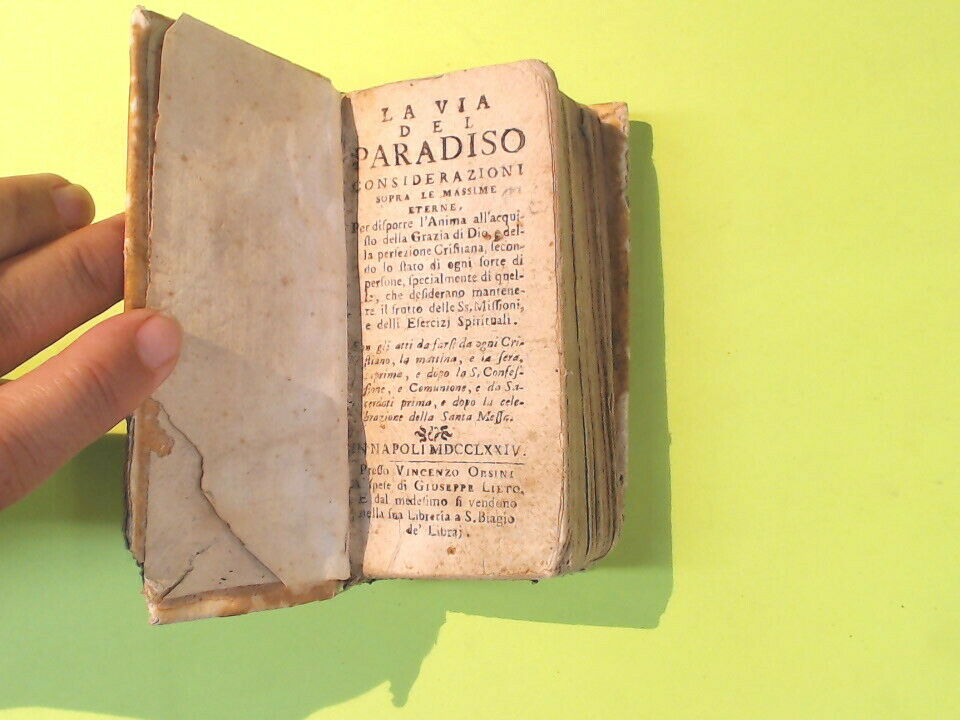 LA VIA
DEL
PARADISO
CONSIDERAZIONI
SOPRA LE MASSIME
ETERNE,
Per disporre l'Anima all'acqui-
sto della Grazia di Dio, e del-
la perfezione Cristiana, secon-
do lo stato di ogni sorte di
persone, specialmente di quel-
le, che desiderano mantene-
re il frutto delle Ss. Missioni,
e delli Esercizj Spirituali.
Con gli atti da farsi da ogni Cri-
stiano, la mattina, e la sera,
prima, e dopo la S. Confes-
sione, e Comunione, e da Sa-
cerdoti prima, e dopo la cele-
brazione della Santa Messa.
IN NAPOLI MDCCLXXIV.
Presso VINCENZO ORSINI
A spese di GIUSEPPE LIETO,
e dal medesimo si vendono
nella sua Libreria a S. Biagio
de' Libraj.